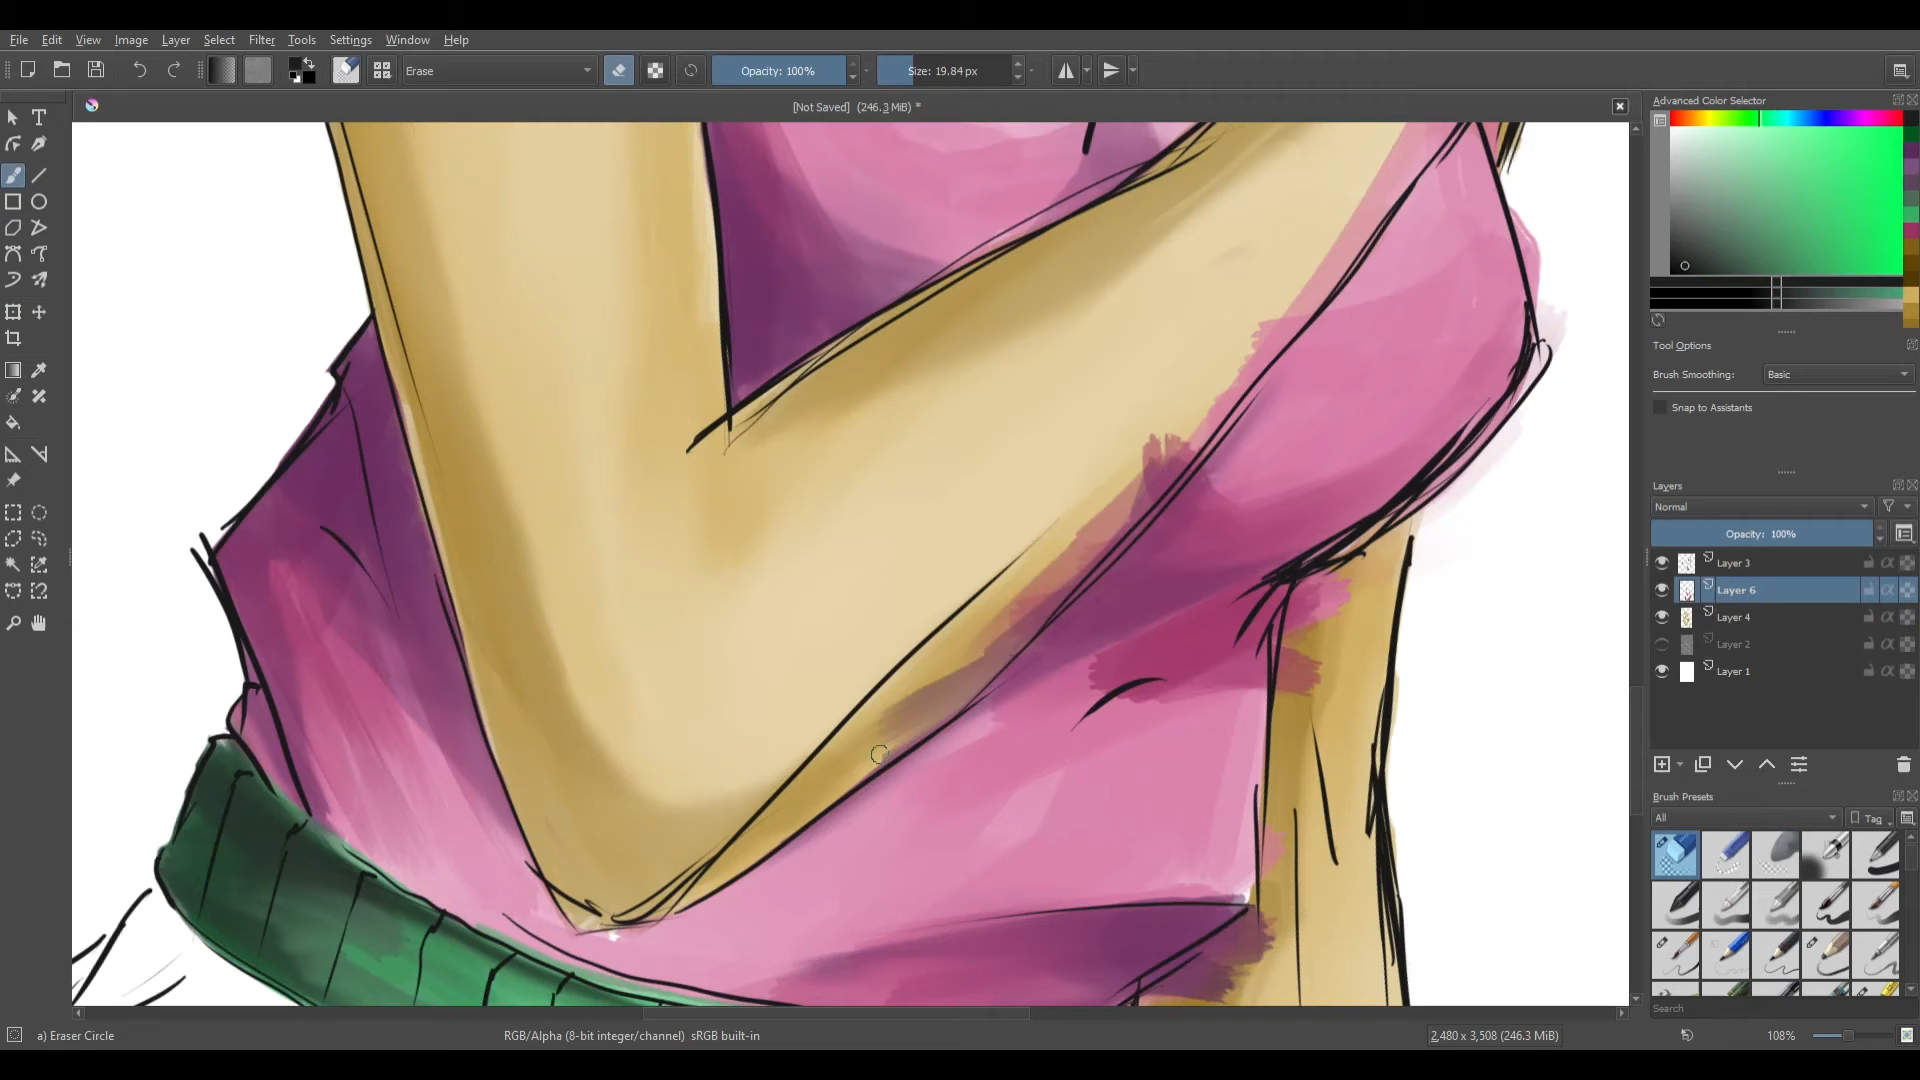 File Edit View Image Layer Select Filter Tools Settings Window Help
Erase Opacity: 100% Size: 19.84 px
[Not Saved] (246.3 MiB) *
Advanced Color Selector
Tool Options
Brush Smoothing: Basic
Snap to Assistants
Layers
Normal
Opacity: 100%
Layer 3
Layer 6
Layer 4
Layer 2
Layer 1
Brush Presets
All Tag
Search
a) Eraser Circle RGB/Alpha (8-bit integer/channel) sRGB built-in 2,480 x 3,508 (246.3 MiB) 108%